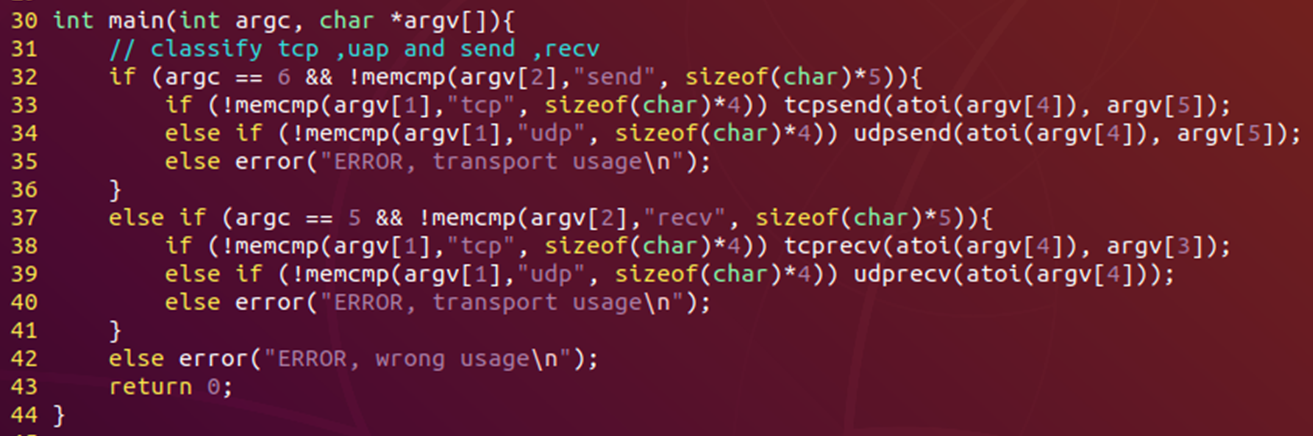 30 int main(int argc, char *argv[]){
31     // classify tcp ,uap and send ,recv
32     if (argc == 6 && !memcmp(argv[2],"send", sizeof(char)*5)){
33         if (!memcmp(argv[1],"tcp", sizeof(char)*4)) tcpsend(atoi(argv[4]), argv[5]);
34         else if (!memcmp(argv[1],"udp", sizeof(char)*4)) udpsend(atoi(argv[4]), argv[5]);
35         else error("ERROR, transport usage\n");
36     }
37     else if (argc == 5 && !memcmp(argv[2],"recv", sizeof(char)*5)){
38         if (!memcmp(argv[1],"tcp", sizeof(char)*4)) tcprecv(atoi(argv[4]), argv[3]);
39         else if (!memcmp(argv[1],"udp", sizeof(char)*4)) udprecv(atoi(argv[4]));
40         else error("ERROR, transport usage\n");
41     }
42     else error("ERROR, wrong usage\n");
43     return 0;
44 }